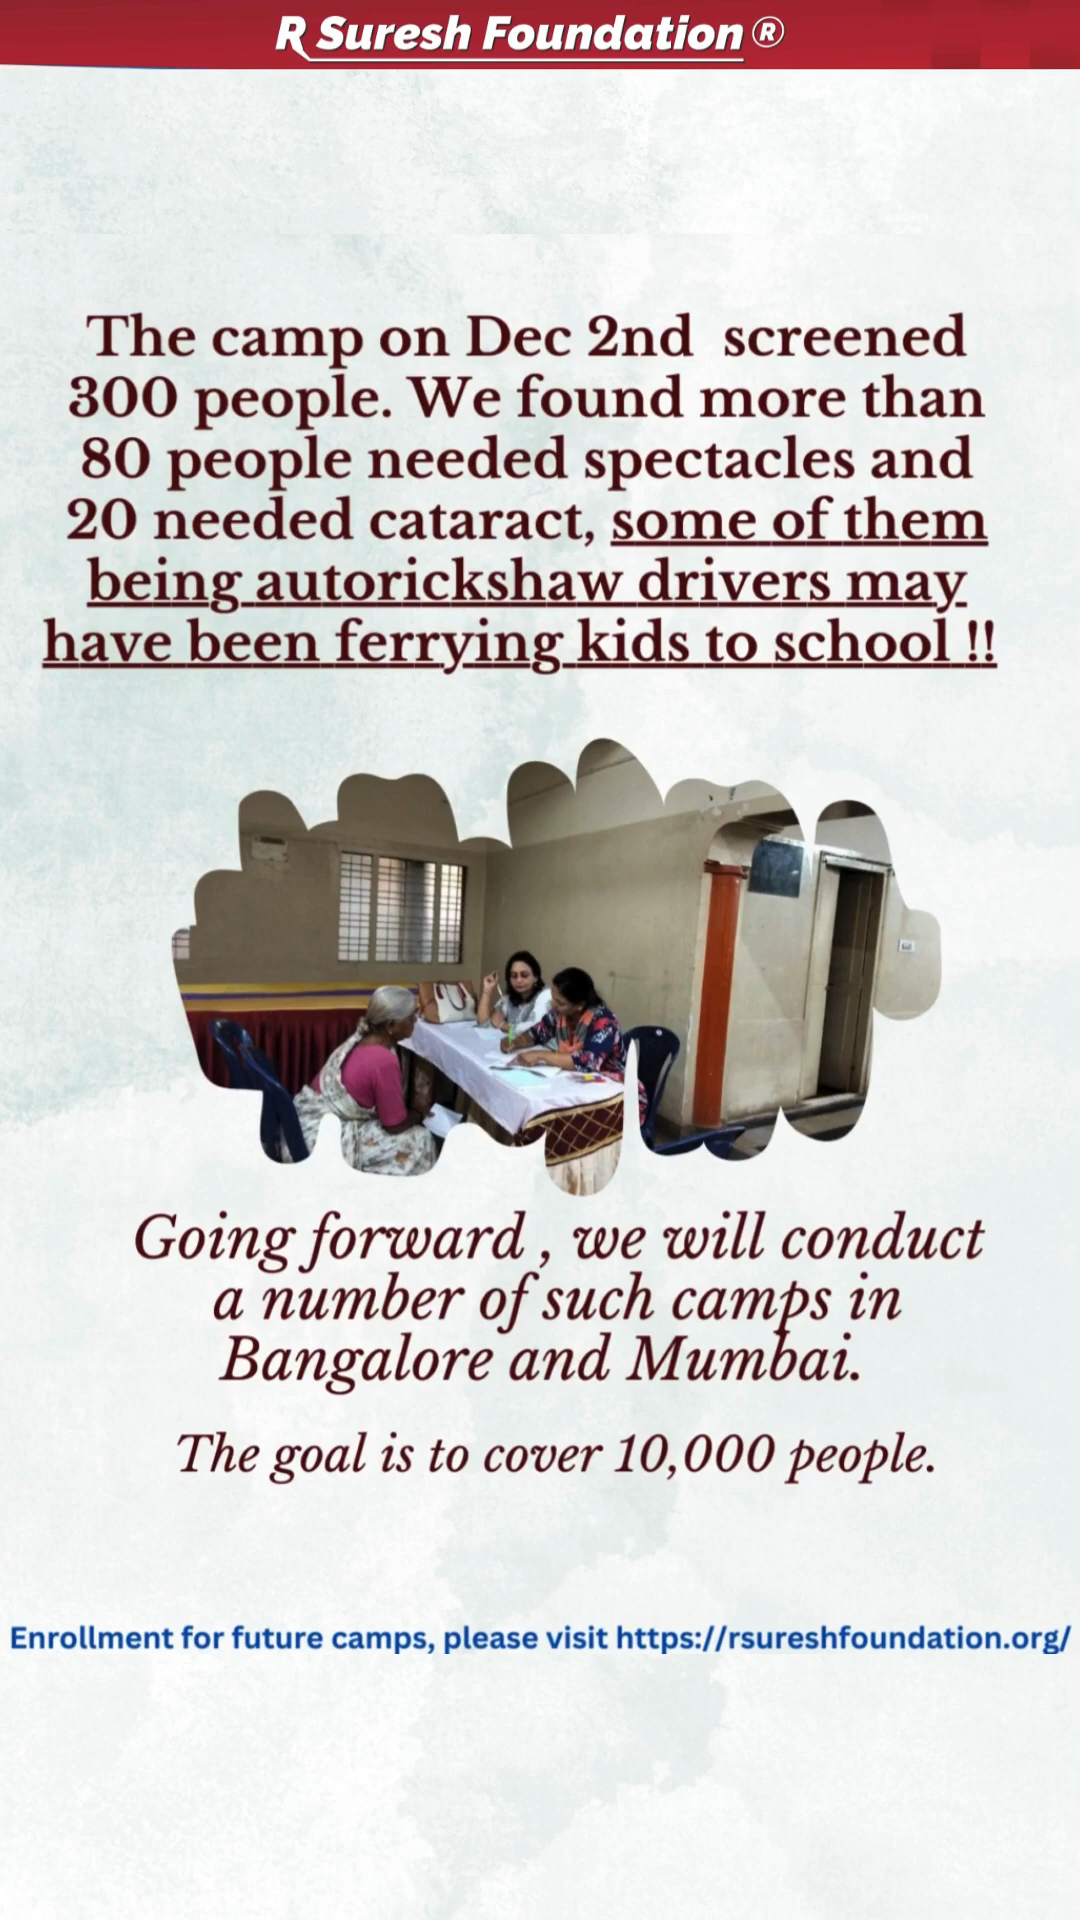 R Suresh Foundation®
The camp on Dec 2nd screened
300 people. We found more than
80 people needed spectacles and
20 needed cataract, some of them
being autorickshaw drivers may
have been ferrying kids to school !!
Going forward , we will conduct
a number of such camps in
Bangalore and Mumbai.
The goal is to cover 10,000 people.
Enrollment for future camps, please visit https://rsureshfoundation.org/